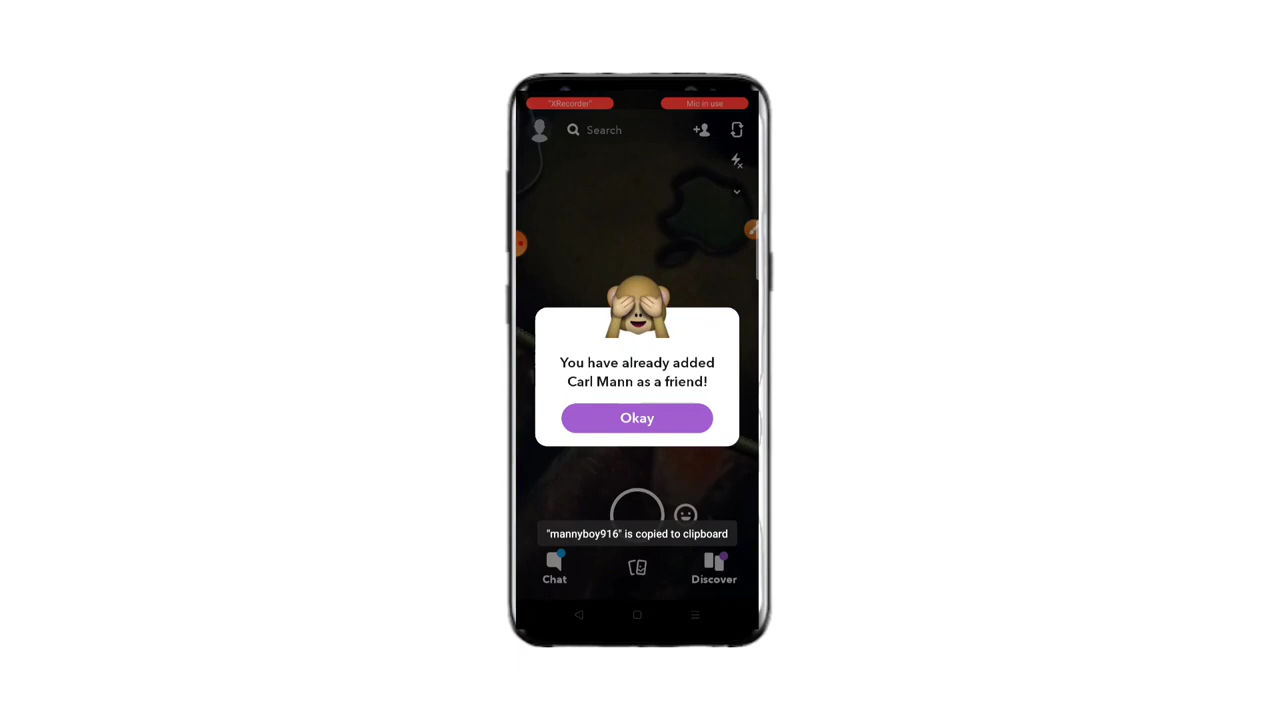 "XRecorder"
Mic in use
Search
You have already added
Carl Mann as a friend!
Okay
"mannyboy916" is copied to clipboard
Chat
Discover